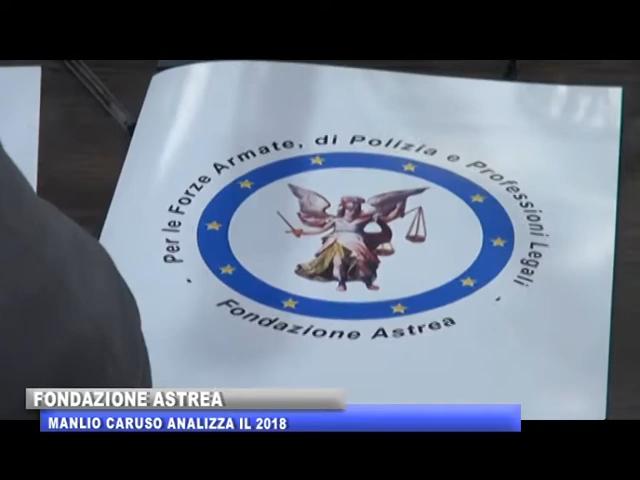 Per le Forze Armate, di Polizia e Professioni Legali
Fondazione Astrea
FONDAZIONE ASTREA
MANLIO CARUSO ANALIZZA IL 2018